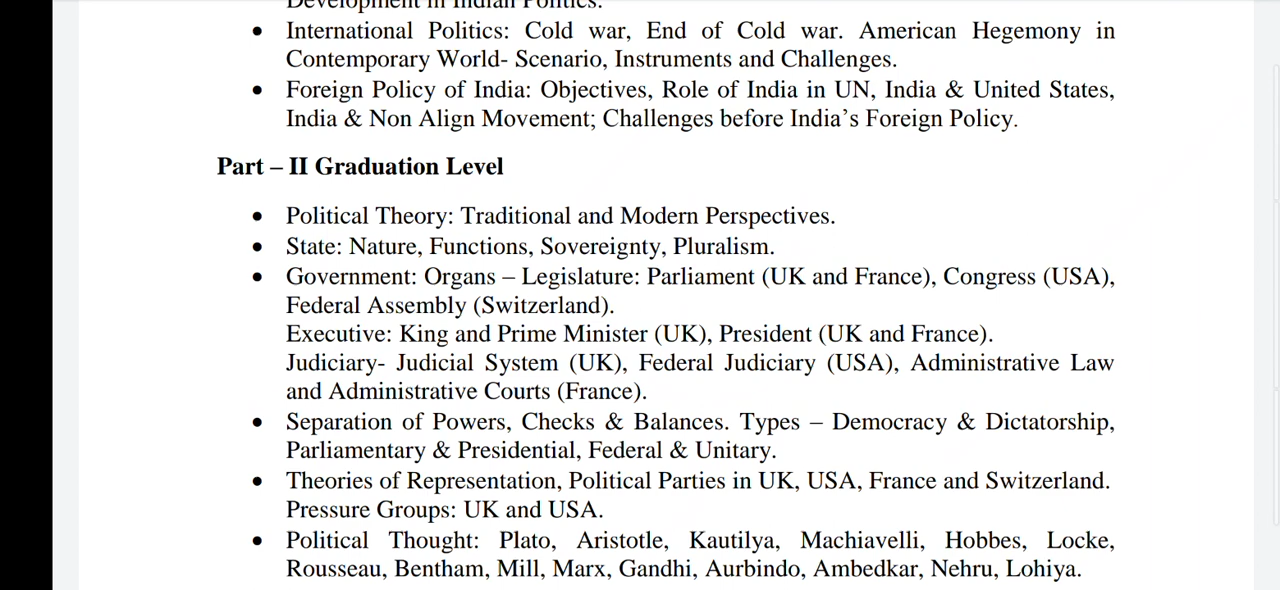 Development in Indian Politics.
• International Politics: Cold war, End of Cold war. American Hegemony in
Contemporary World- Scenario, Instruments and Challenges.
• Foreign Policy of India: Objectives, Role of India in UN, India & United States,
India & Non Align Movement; Challenges before India’s Foreign Policy.
Part – II Graduation Level
• Political Theory: Traditional and Modern Perspectives.
• State: Nature, Functions, Sovereignty, Pluralism.
• Government: Organs – Legislature: Parliament (UK and France), Congress (USA),
Federal Assembly (Switzerland).
Executive: King and Prime Minister (UK), President (UK and France).
Judiciary- Judicial System (UK), Federal Judiciary (USA), Administrative Law
and Administrative Courts (France).
• Separation of Powers, Checks & Balances. Types – Democracy & Dictatorship,
Parliamentary & Presidential, Federal & Unitary.
• Theories of Representation, Political Parties in UK, USA, France and Switzerland.
Pressure Groups: UK and USA.
• Political Thought: Plato, Aristotle, Kautilya, Machiavelli, Hobbes, Locke,
Rousseau, Bentham, Mill, Marx, Gandhi, Aurbindo, Ambedkar, Nehru, Lohiya.